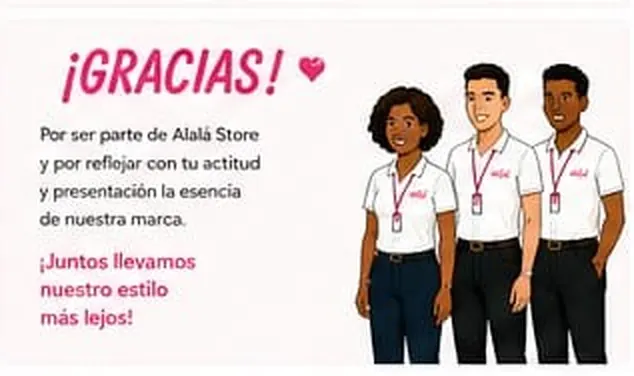 ¡GRACIAS!
Por ser parte de Alalá Store
y por reflejar con tu actitud
y presentación la esencia
de nuestra marca.
¡Juntos llevamos
nuestro estilo
más lejos!